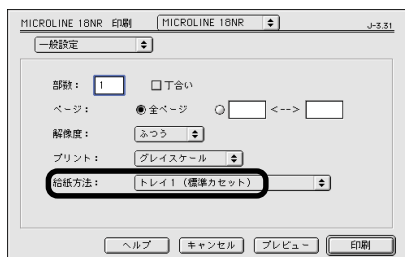 MICROLINE 18NR 印刷 MICROLINE 18NR J-3.31
一般設定
部数： 1 丁合い
ページ： 全ページ <-->
解像度： ふつう
プリント： グレイスケール
給紙方法： トレイ1（標準カセット）
ヘルプ キャンセル プレビュー 印刷